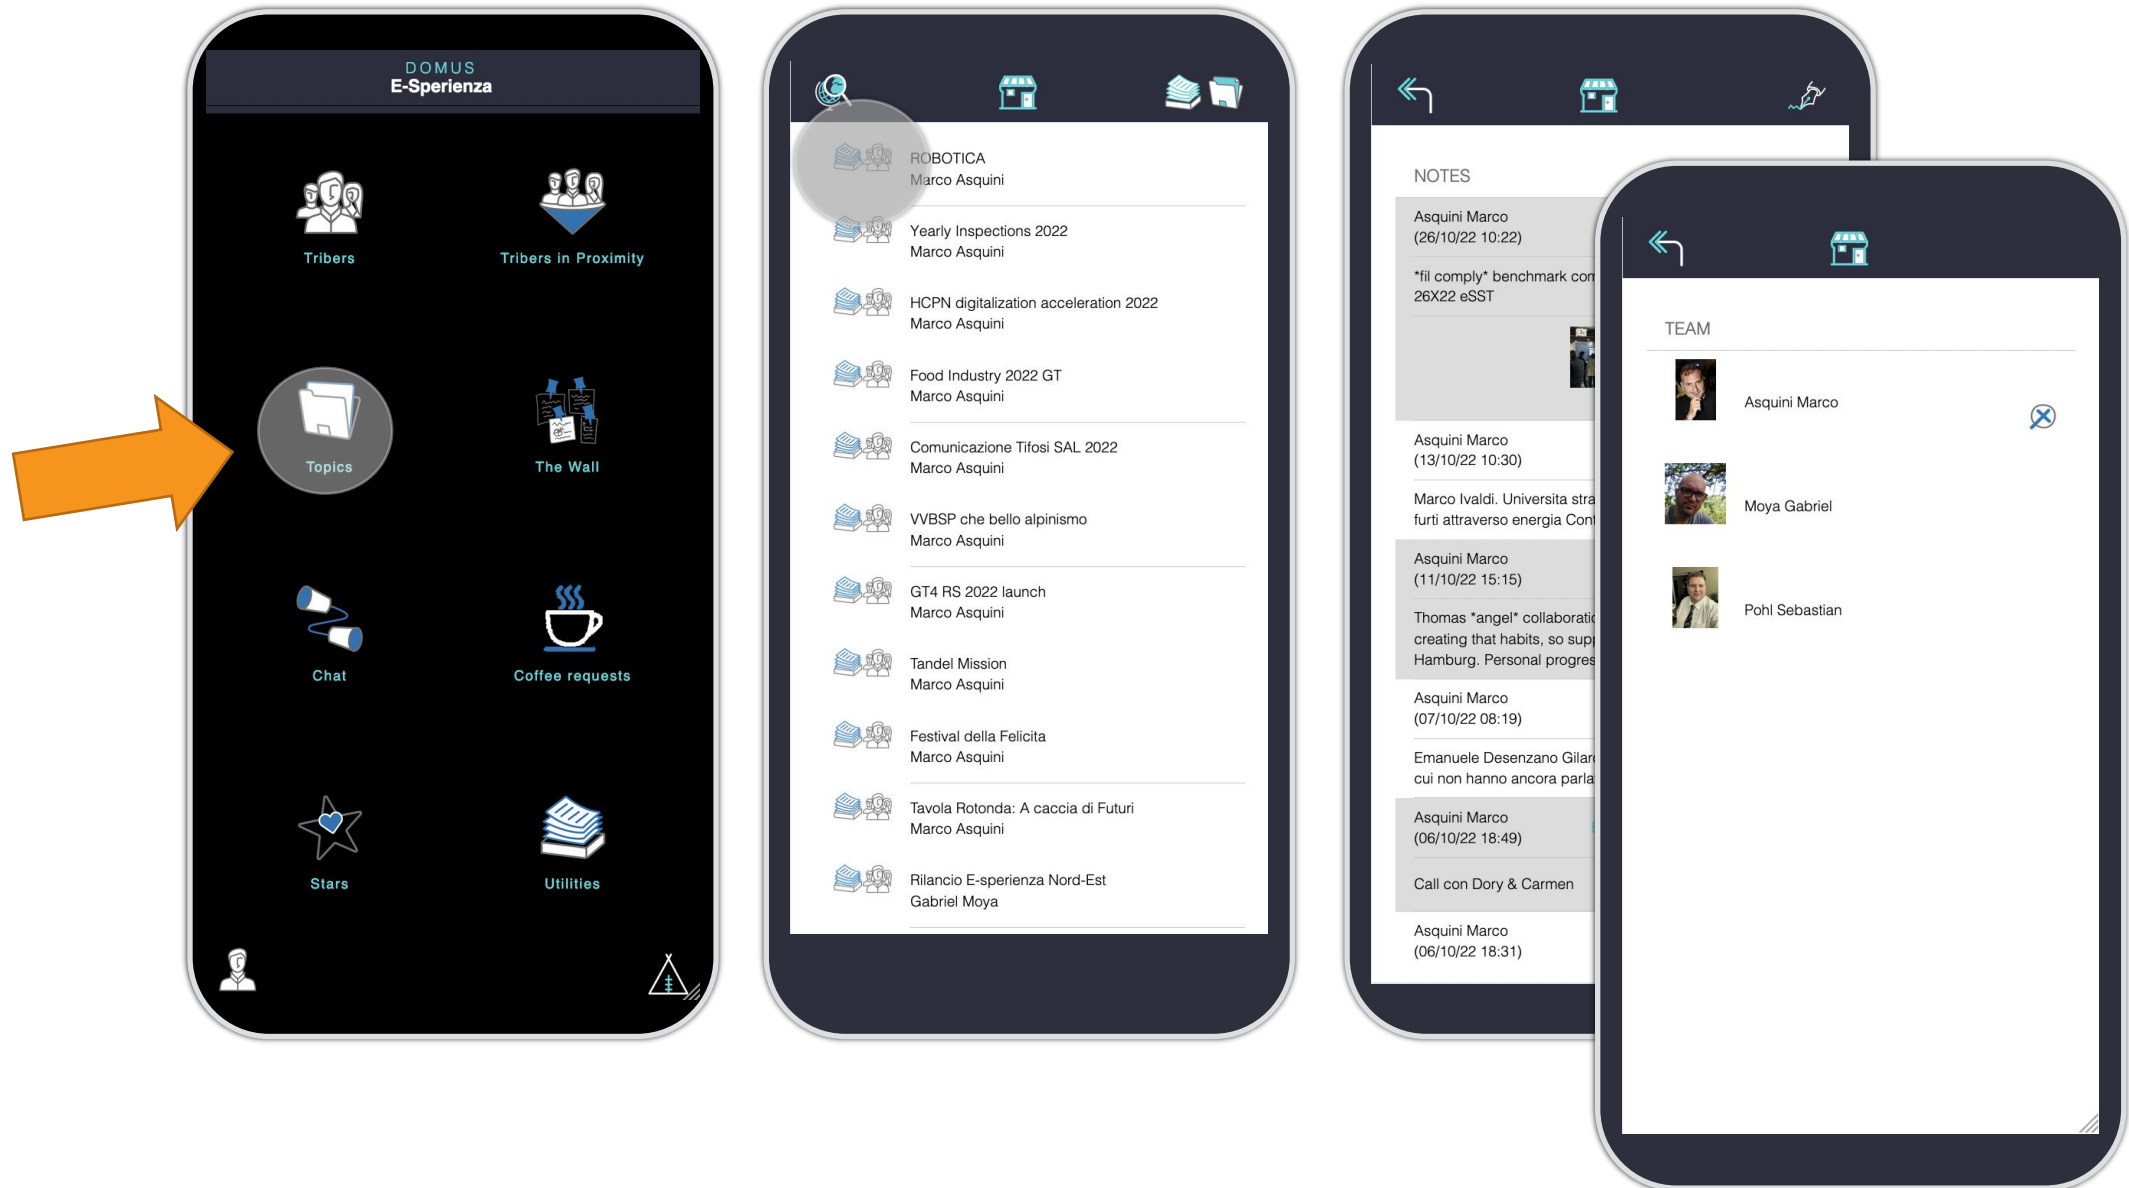 DOMUS
E-Sperienza
Tribers
Tribers in Proximity
Topics
The Wall
Chat
Coffee requests
Stars
Utilities
ROBOTICA
Marco Asquini
Yearly Inspections 2022
Marco Asquini
HCPN digitalization acceleration 2022
Marco Asquini
Food Industry 2022 GT
Marco Asquini
Comunicazione Tifosi SAL 2022
Marco Asquini
VVBSP che bello alpinismo
Marco Asquini
GT4 RS 2022 launch
Marco Asquini
Tandel Mission
Marco Asquini
Festival della Felicita
Marco Asquini
Tavola Rotonda: A caccia di Futuri
Marco Asquini
Rilancio E-sperienza Nord-Est
Gabriel Moya
NOTES
Asquini Marco
(26/10/22 10:22)
*fil comply* benchmark
26X22 eSST
Asquini Marco
(13/10/22 10:30)
Marco Ivaldi. Universita
furti attraverso energia
Asquini Marco
(11/10/22 15:15)
Thomas *angel*
creating that habits, so
Hamburg. Personal
Asquini Marco
(07/10/22 08:19)
Emanuele Desenzano
cui non hanno ancora
Asquini Marco
(06/10/22 18:49)
Call con Dory & Carmen
Asquini Marco
(06/10/22 18:31)
TEAM
Asquini Marco
Moya Gabriel
Pohl Sebastian